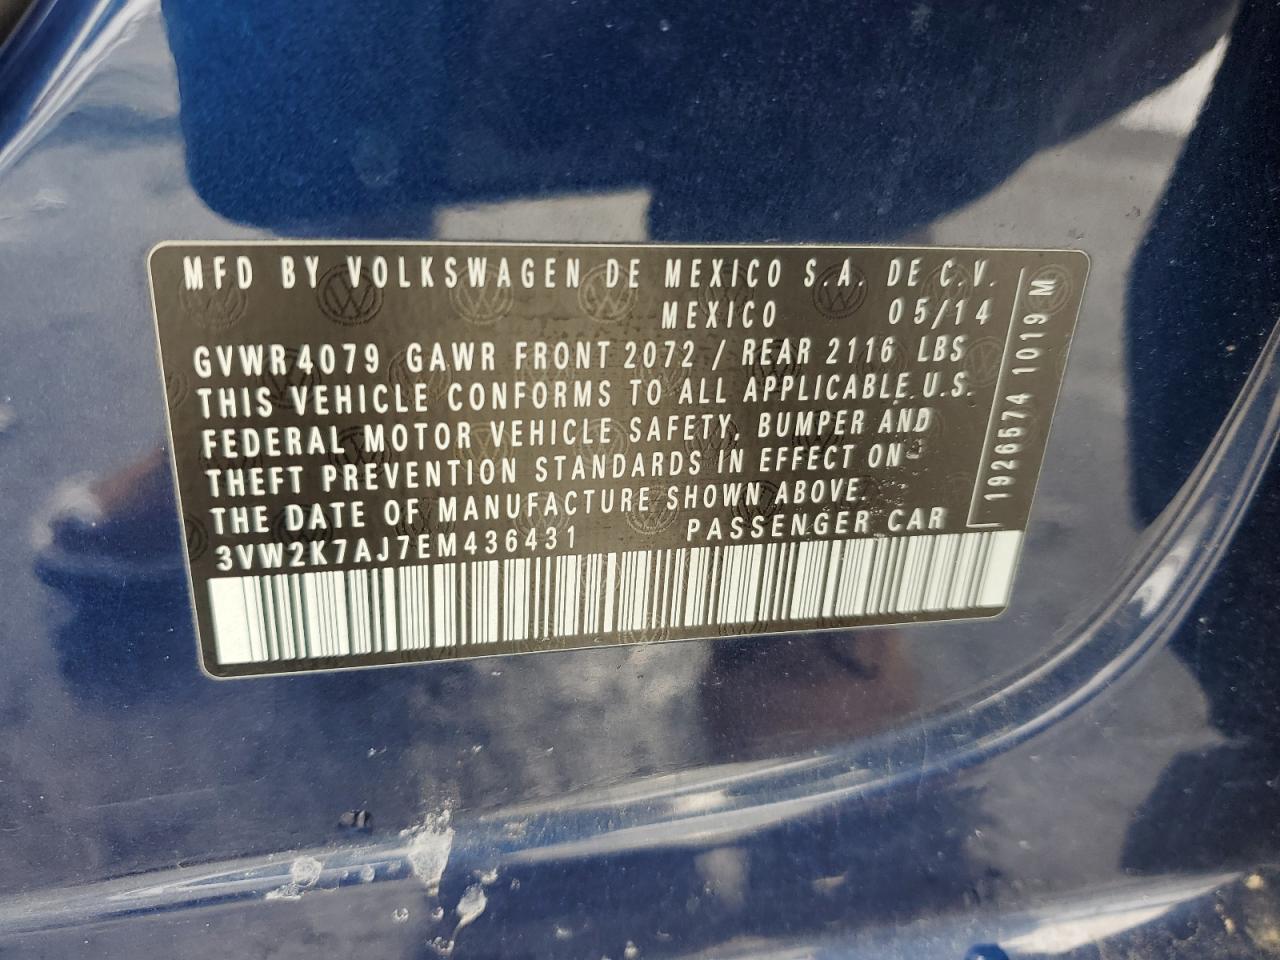 MFD BY VOLKSWAGEN DE MEXICO S.A. DE C.V.
MEXICO 05/14
GVWR4079 GAWR FRONT 2072 / REAR 2116 LBS
THIS VEHICLE CONFORMS TO ALL APPLICABLE U.S.
FEDERAL MOTOR VEHICLE SAFETY, BUMPER AND
THEFT PREVENTION STANDARDS IN EFFECT ON
THE DATE OF MANUFACTURE SHOWN ABOVE.
3VW2K7AJ7EM436431 PASSENGER CAR
1926574 1019 M